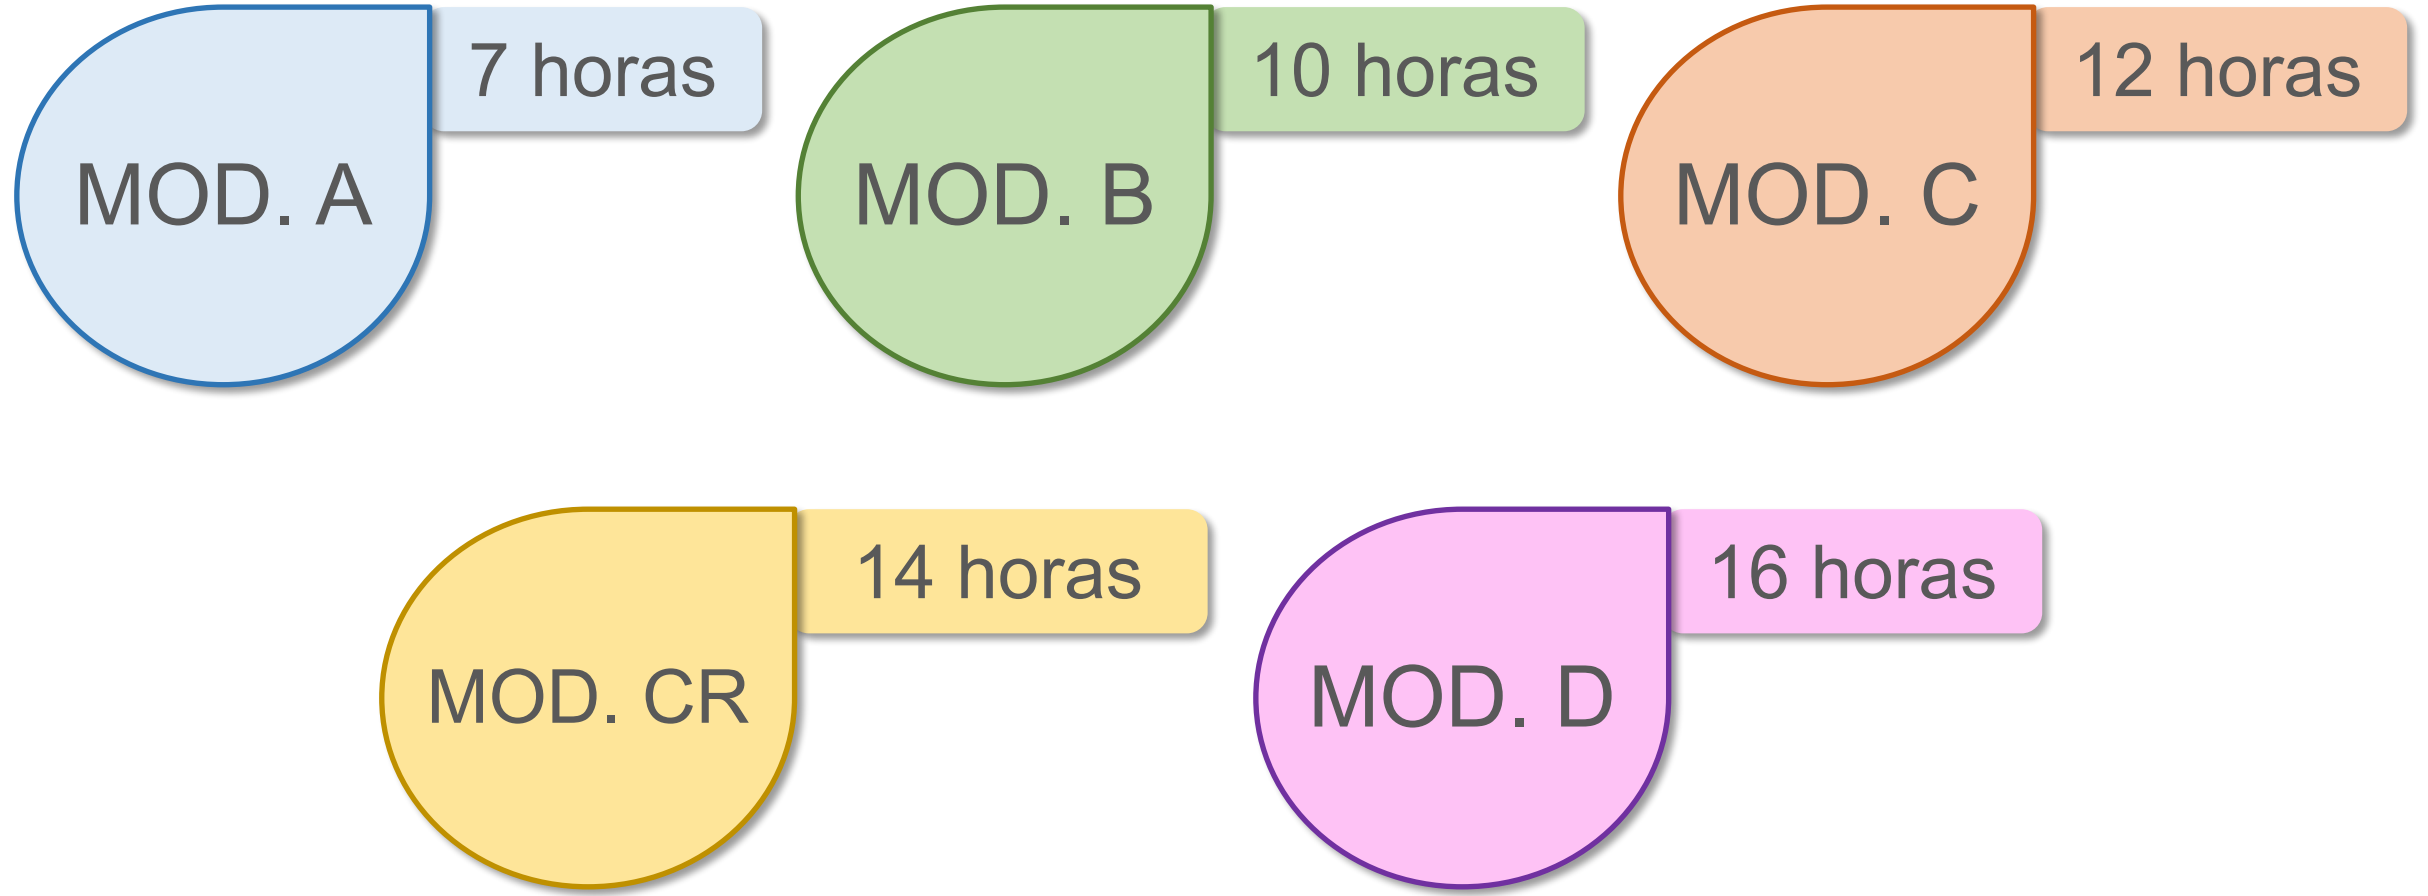 MOD. A
7 horas
MOD. B
10 horas
MOD. C
12 horas
MOD. CR
14 horas
MOD. D
16 horas